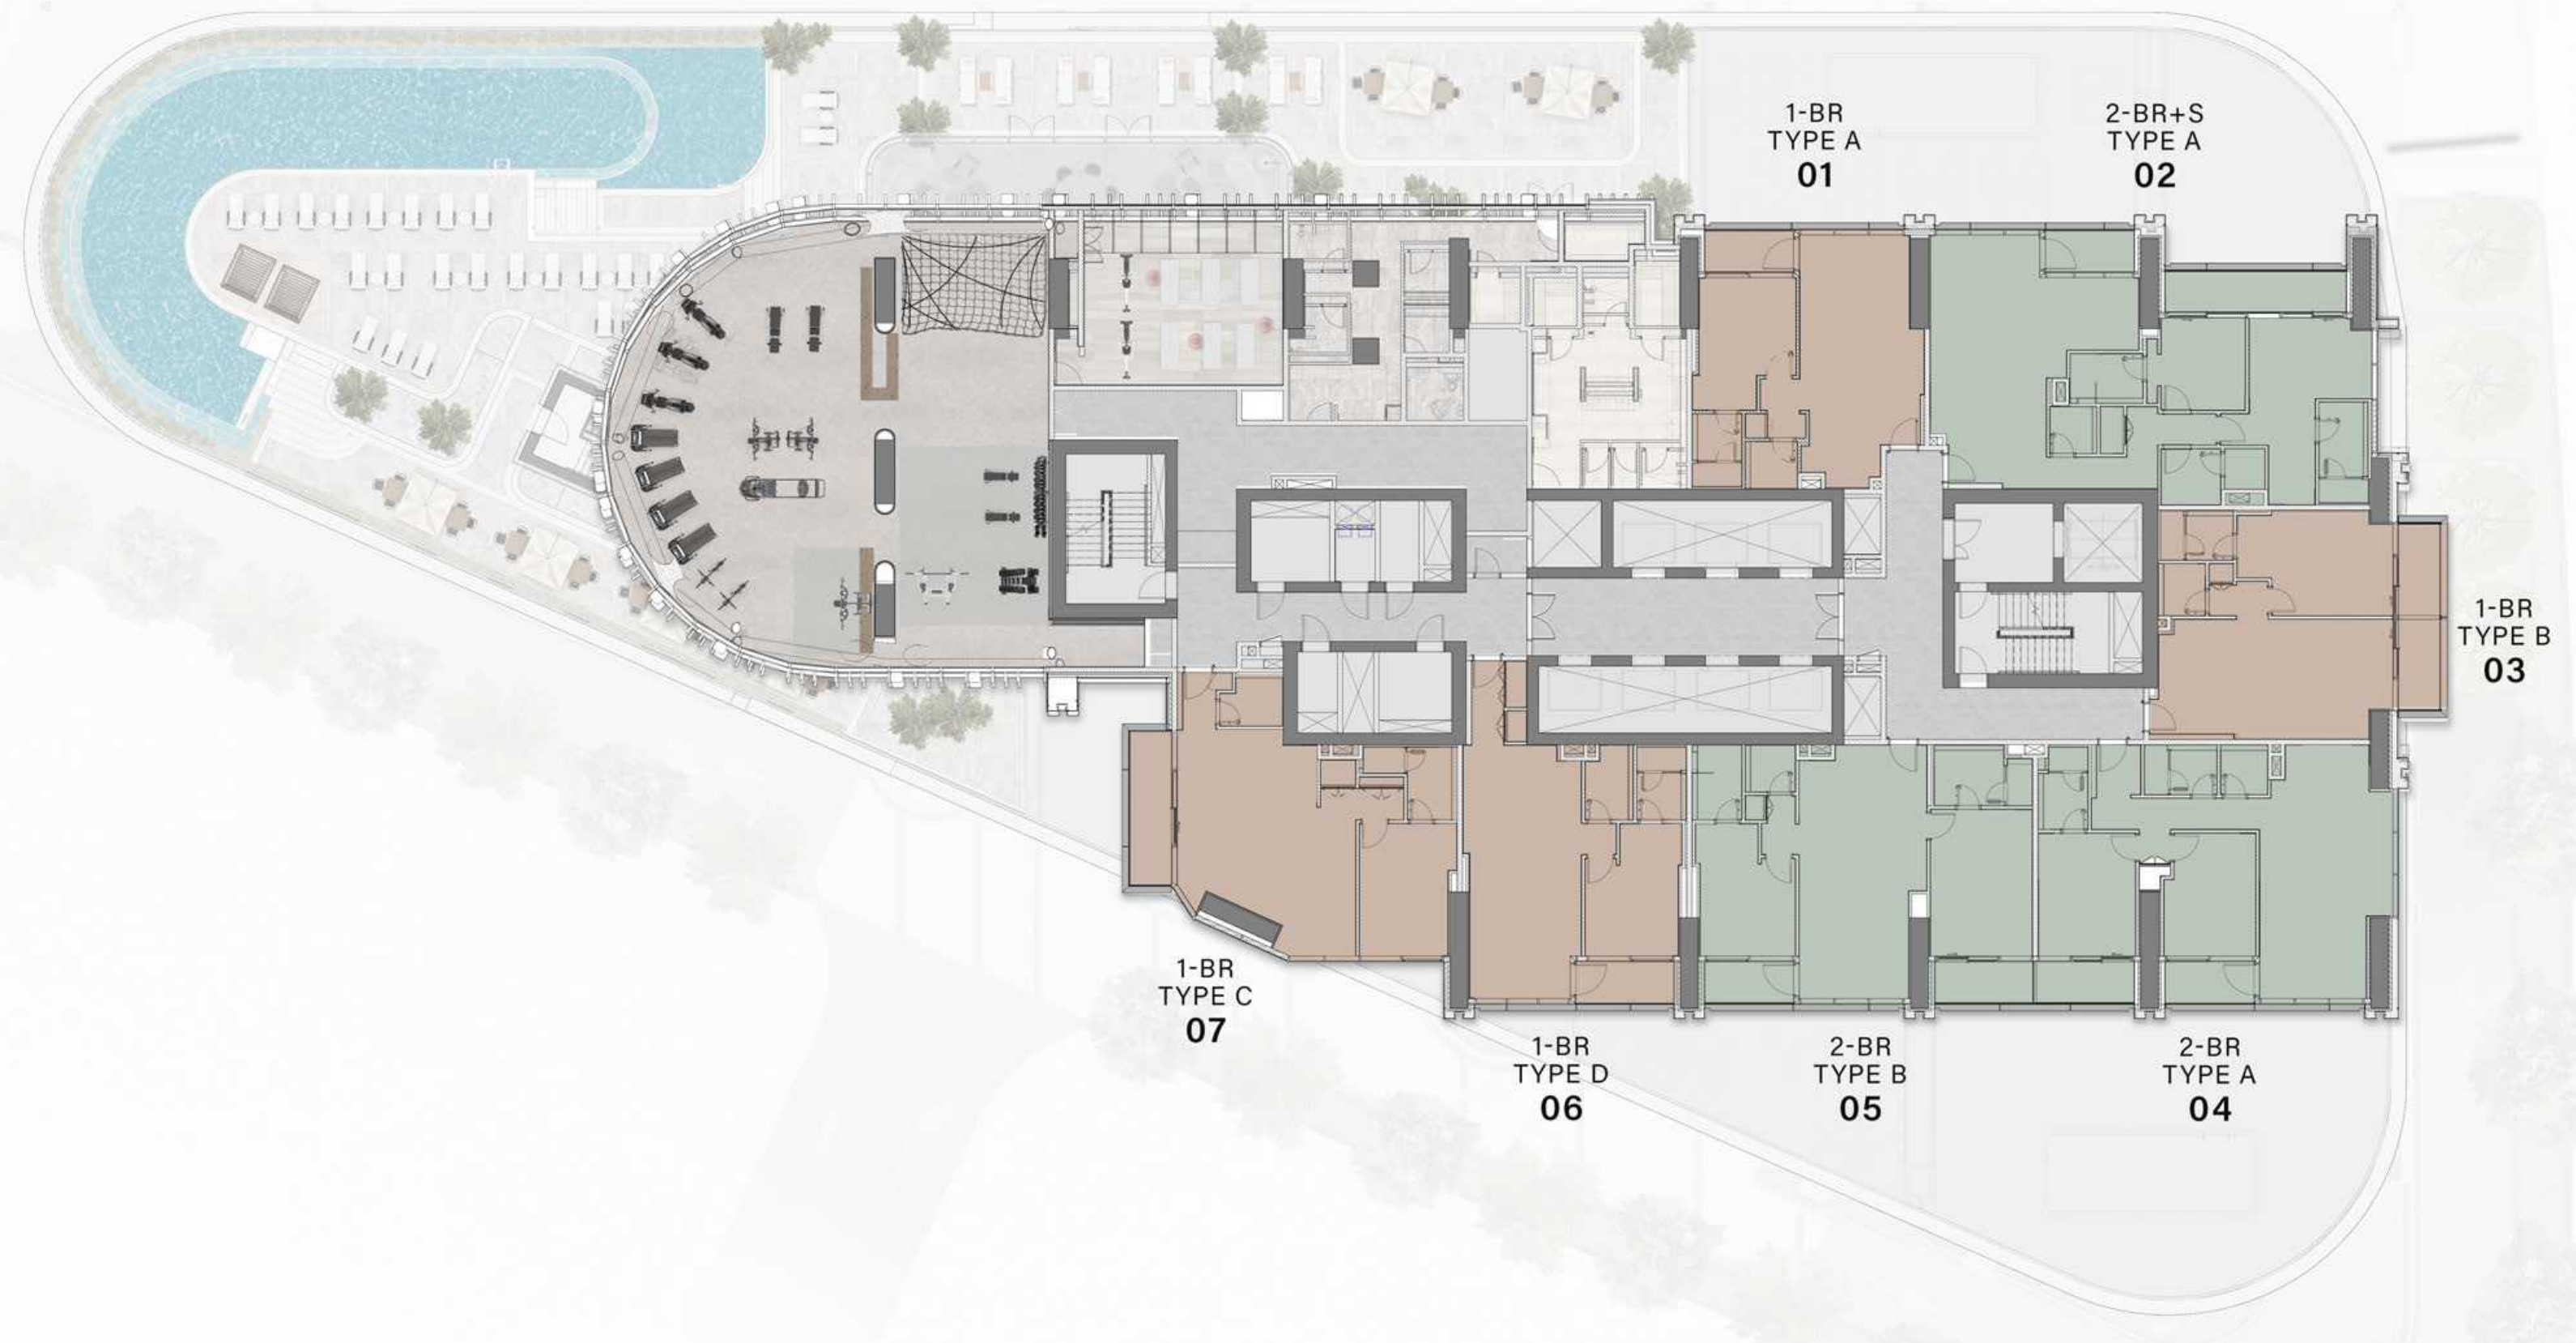 1-BR
TYPE A
01
2-BR+S
TYPE A
02
1-BR
TYPE B
03
1-BR
TYPE C
07
1-BR
TYPE D
06
2-BR
TYPE B
05
2-BR
TYPE A
04